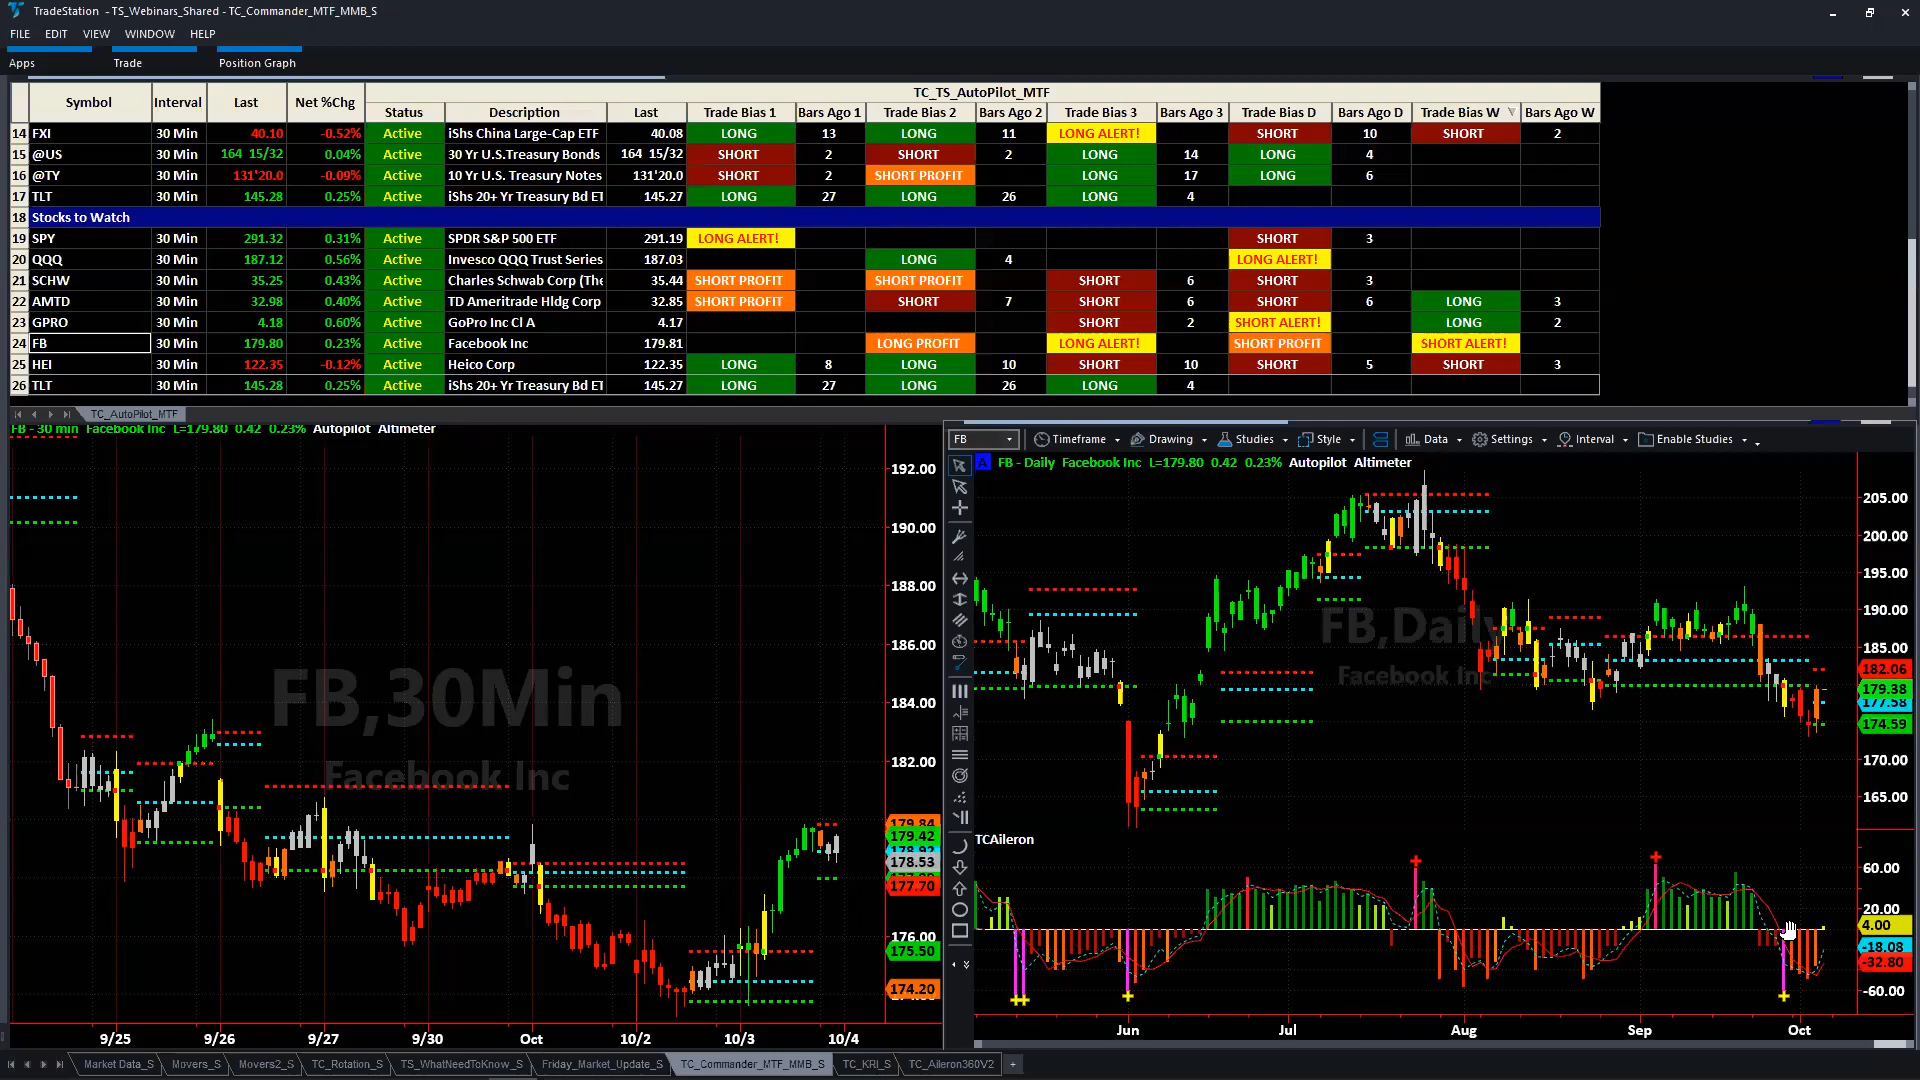 TradeStation - TS_Webinars_Shared - TC_Commander_MTF_MMB_S
FILE EDIT VIEW WINDOW HELP
Apps Trade Position Graph
TC_TS_AutoPilot_MTF
Symbol Interval Last Net %Chg Status Description Last Trade Bias 1 Bars Ago 1 Trade Bias 2 Bars Ago 2 Trade Bias 3 Bars Ago 3 Trade Bias D Bars Ago D Trade Bias W Bars Ago W
14 FXI 30 Min 40.10 -0.52% Active iShs China Large-Cap ETF 40.08 LONG 13 LONG 11 LONG ALERT! SHORT 10 SHORT 2
15 @US 30 Min 164 15/32 0.04% Active 30 Yr U.S.Treasury Bonds 164 15/32 SHORT 2 SHORT 2 LONG 14 LONG 4
16 @TY 30 Min 131'20.0 -0.09% Active 10 Yr U.S. Treasury Notes 131'20.0 SHORT 2 SHORT PROFIT LONG 17 LONG 6
17 TLT 30 Min 145.28 0.25% Active iShs 20+ Yr Treasury Bd ET 145.27 LONG 27 LONG 26 LONG 4
18 Stocks to Watch
19 SPY 30 Min 291.32 0.31% Active SPDR S&P 500 ETF 291.19 LONG ALERT! SHORT 3
20 QQQ 30 Min 187.12 0.56% Active Invesco QQQ Trust Series 187.03 LONG 4 LONG ALERT!
21 SCHW 30 Min 35.25 0.43% Active Charles Schwab Corp (The 35.44 SHORT PROFIT SHORT PROFIT SHORT 6 SHORT 3
22 AMTD 30 Min 32.98 0.40% Active TD Ameritrade Hldg Corp 32.85 SHORT PROFIT SHORT 7 SHORT 6 SHORT 6 LONG 3
23 GPRO 30 Min 4.18 0.60% Active GoPro Inc Cl A 4.17 SHORT 2 SHORT ALERT! LONG 2
24 FB 30 Min 179.80 0.23% Active Facebook Inc 179.81 LONG PROFIT LONG ALERT! SHORT PROFIT SHORT ALERT!
25 HEI 30 Min 122.35 -0.12% Active Heico Corp 122.35 LONG 8 LONG 10 SHORT 10 SHORT 5 SHORT 3
26 TLT 30 Min 145.28 0.25% Active iShs 20+ Yr Treasury Bd ET 145.27 LONG 27 LONG 26 LONG 4
TC_AutoPilot_MTF
FB - 30 min Facebook Inc L=179.80 0.42 0.23% Autopilot Altimeter
192.00
190.00
188.00
186.00
184.00
182.00
179.84
179.42
178.53
177.70
176.00
175.50
174.20
FB,30Min
Facebook Inc
9/25 9/26 9/27 9/30 Oct 10/2 10/3 10/4
FB Timeframe Drawing Studies Style Data Settings Interval Enable Studies
A FB - Daily Facebook Inc L=179.80 0.42 0.23% Autopilot Altimeter
FB,Daily
Facebook Inc
205.00
200.00
195.00
190.00
185.00
182.06
179.38
177.58
174.59
170.00
165.00
TCAileron
60.00
20.00
4.00
-18.08
-32.80
-60.00
Jun Jul Aug Sep Oct
Market Data_S Movers_S Movers2_S TC_Rotation_S TS_WhatNeedToKnow_S Friday_Market_Update_S TC_Commander_MTF_MMB_S TC_KRI_S TC_Aileron360V2 +